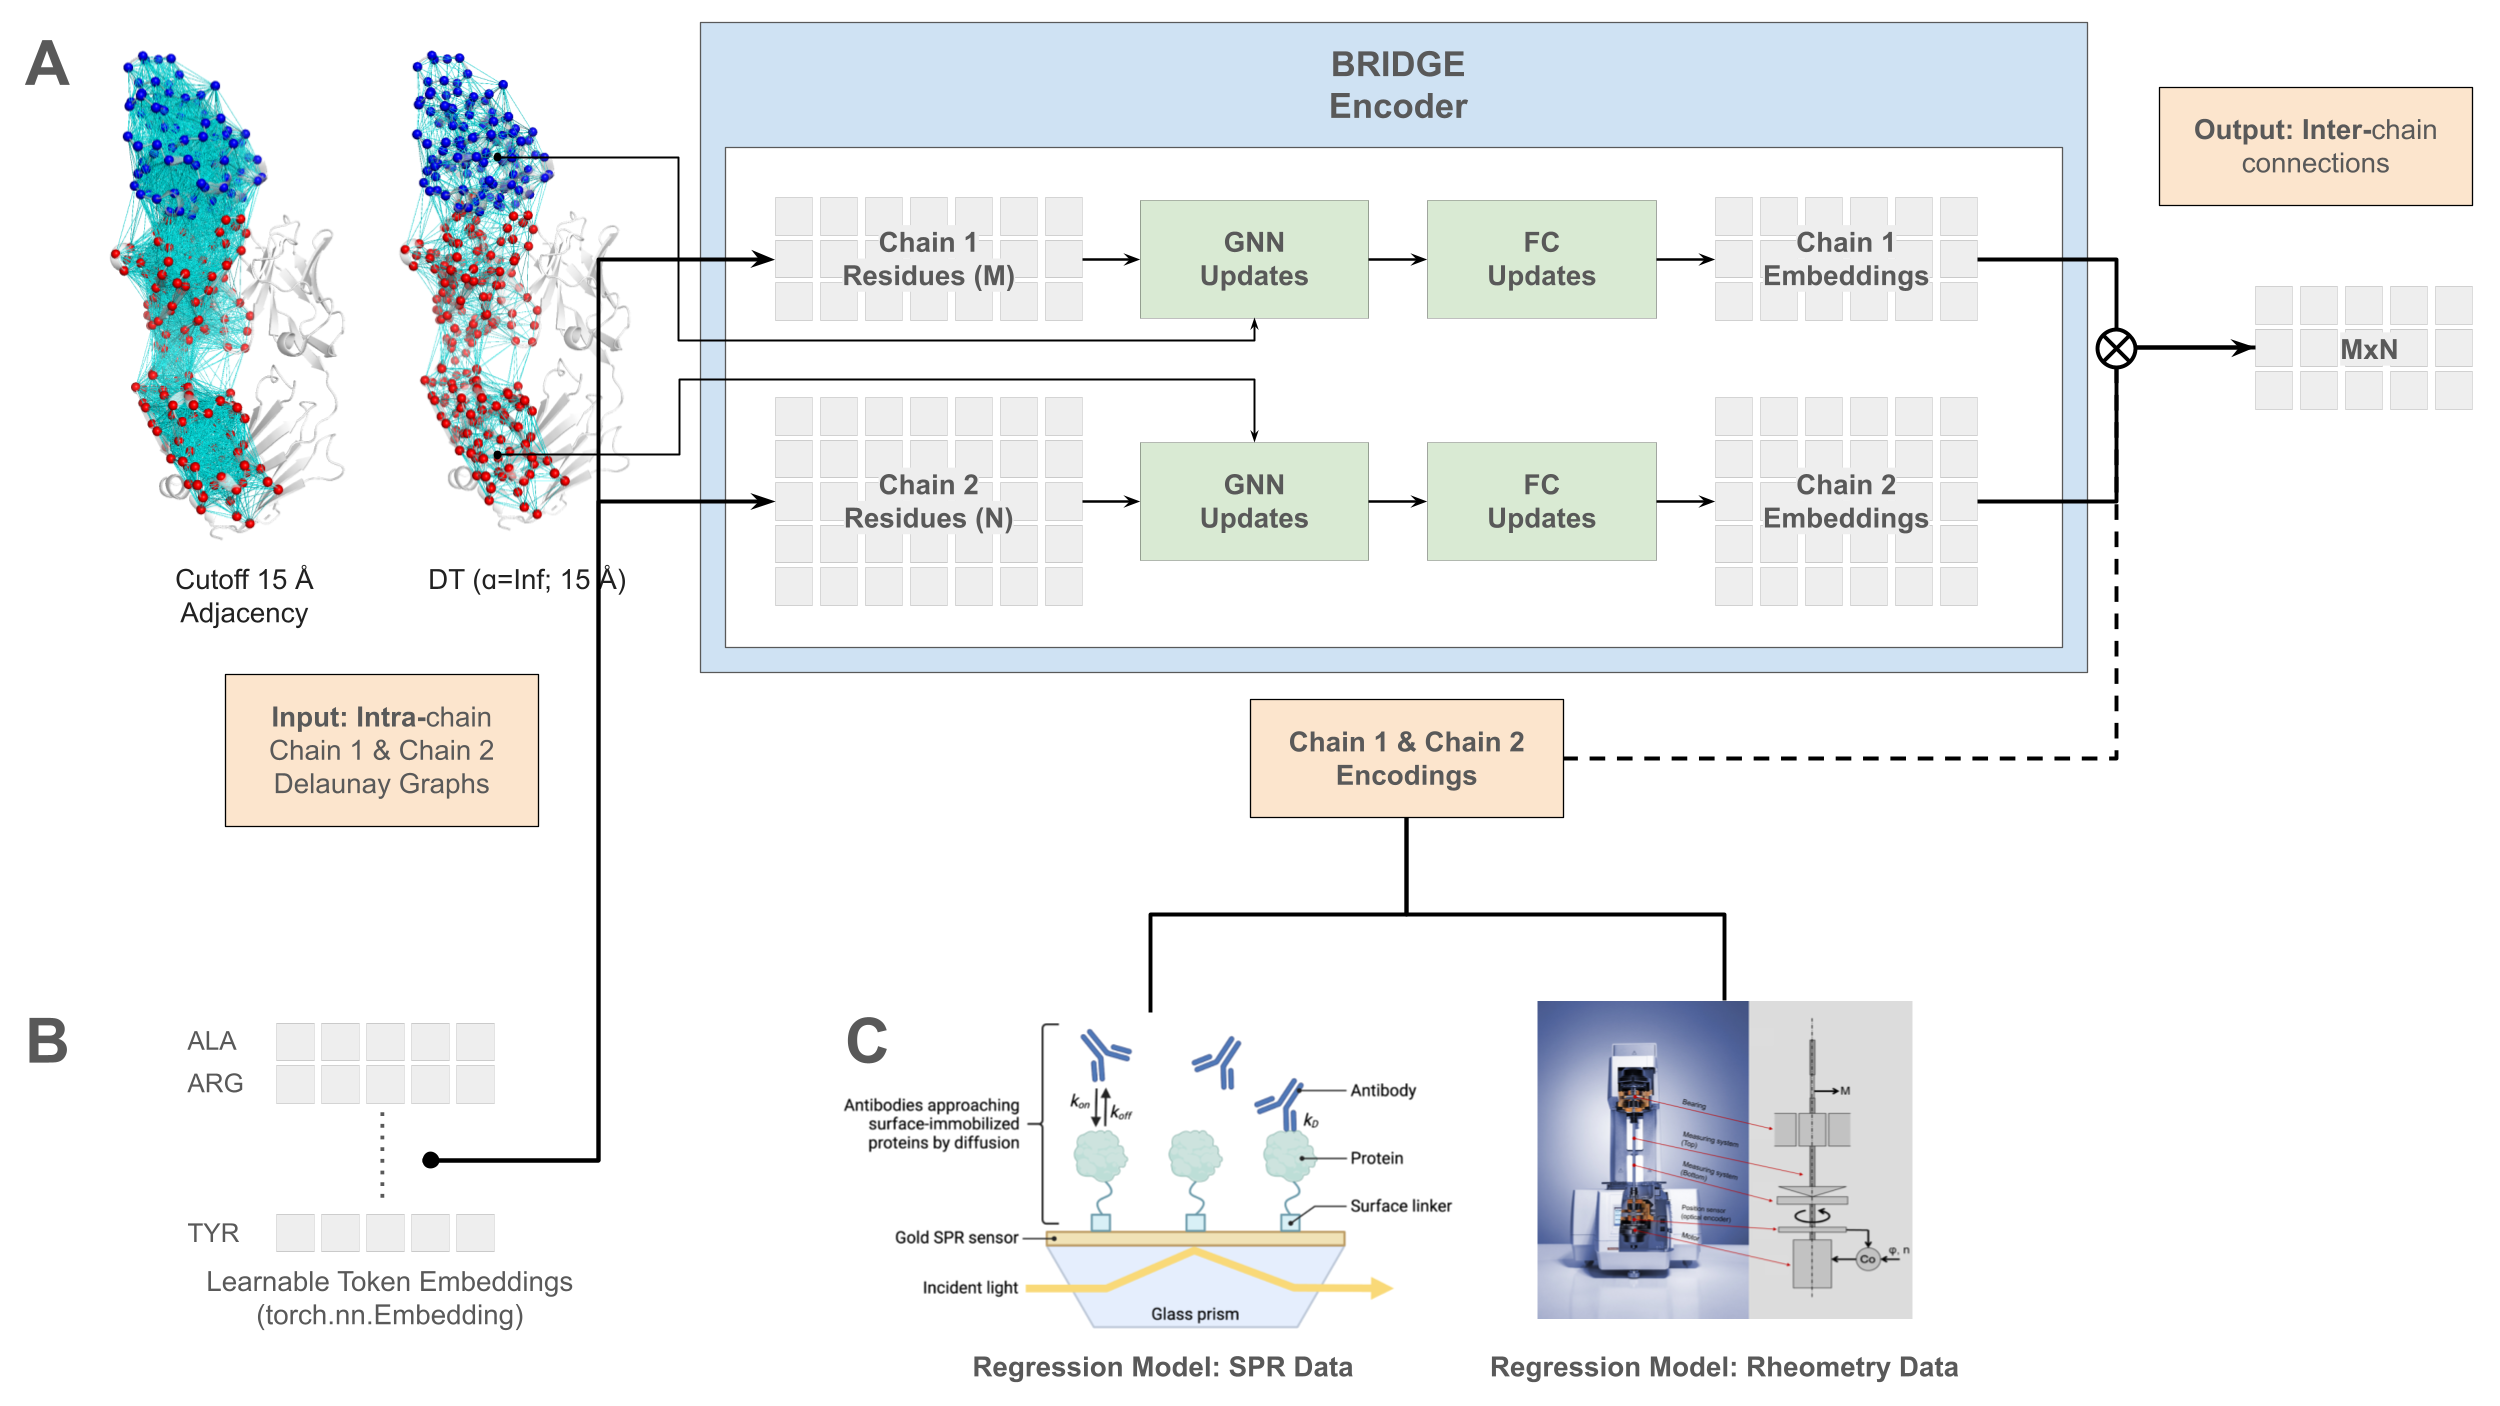 A
BRIDGE
Encoder
Output: Inter-chain
connections
Chain 1
Residues (M)
GNN
Updates
FC
Updates
Chain 1
Embeddings
MxN
Chain 2
Residues (N)
GNN
Updates
FC
Updates
Chain 2
Embeddings
Cutoff 15 Å
Adjacency
DT (α=Inf; 15 Å)
Input: Intra-chain
Chain 1 & Chain 2
Delaunay Graphs
Chain 1 & Chain 2
Encodings
B
ALA
ARG
TYR
Learnable Token Embeddings
(torch.nn.Embedding)
C
Antibodies approaching
surface-immobilized
proteins by diffusion
kon
koff
kD
Antibody
Protein
Surface linker
Gold SPR sensor
Incident light
Glass prism
Regression Model: SPR Data
Bearing
Measuring system
(Top)
Measuring system
(Bottom)
Position sensor
(optical encoder)
Motor
M
Co
φ, n
Regression Model: Rheometry Data